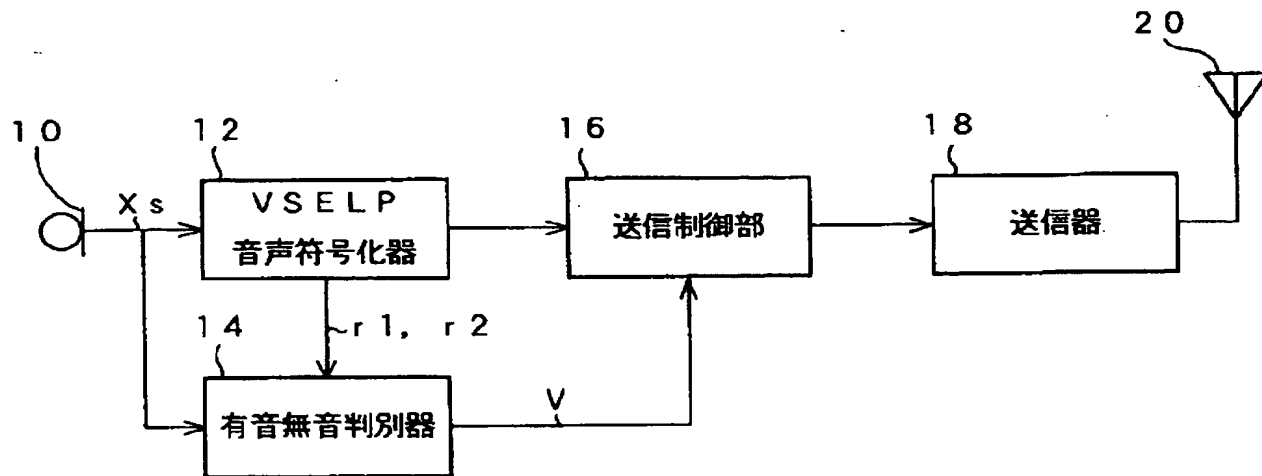 ２０
１０
１２
１６
１８
Ｘｓ
ＶＳＥＬＰ
音声符号化器
送信制御部
送信器
１４
ｒ１，ｒ２
有音無音判別器
Ｖ